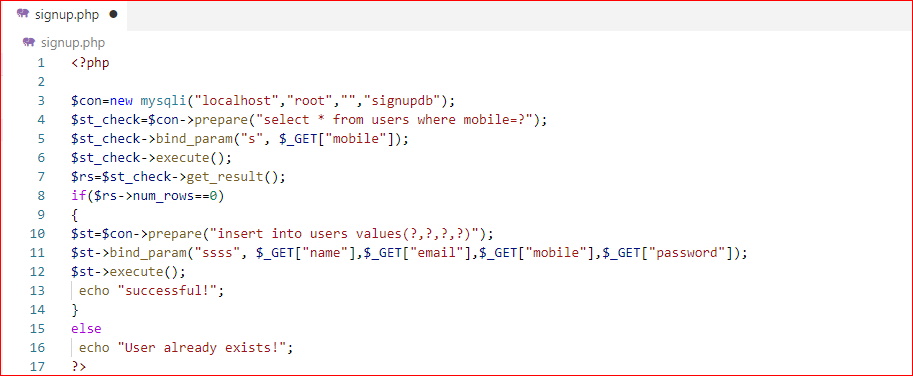 signup.php
signup.php
1 <?php
2
3 $con=new mysqli("localhost","root","","signupdb");
4 $st_check=$con->prepare("select * from users where mobile=?");
5 $st_check->bind_param("s", $_GET["mobile"]);
6 $st_check->execute();
7 $rs=$st_check->get_result();
8 if($rs->num_rows==0)
9 {
10 $st=$con->prepare("insert into users values(?,?,?,?)");
11 $st->bind_param("ssss", $_GET["name"],$_GET["email"],$_GET["mobile"],$_GET["password"]);
12 $st->execute();
13 echo "successful!";
14 }
15 else
16 echo "User already exists!";
17 ?>